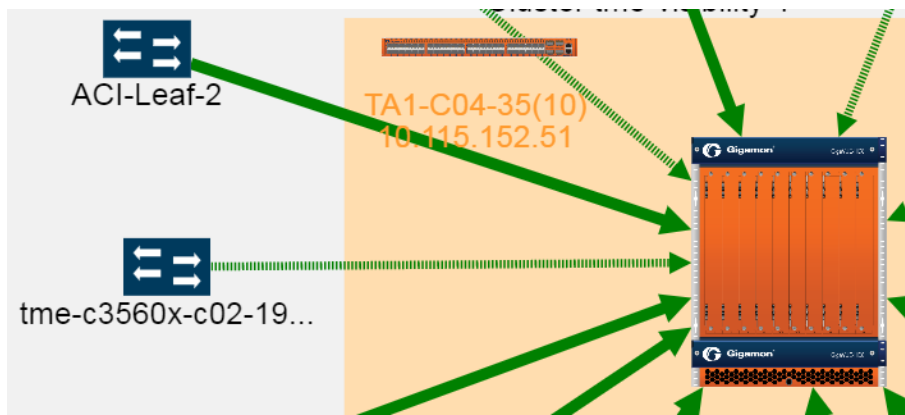 ACI-Leaf-2
TA1-C04-35(10)
10.115.152.51
Gigamon
tme-c3560x-c02-19...
Gigamon